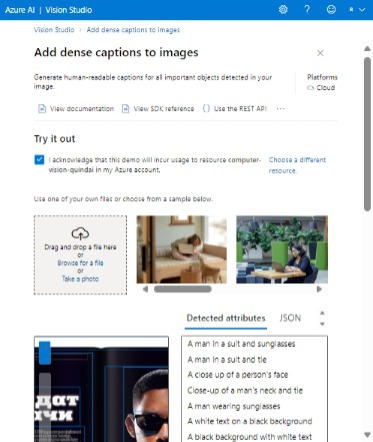 Azure AI | Vision Studio
Vision Studio > Add dense captions to images
Add dense captions to images
Generate human-readable captions for all important objects detected in your
image.
Platforms
Cloud
View documentation
View SDK reference
Use the REST API
Try it out
I acknowledge that this demo will incur usage to resource computer-
vision-quindai in my Azure account.
Choose a different
resource.
Use one of your own files or choose from a sample below.
Drag and drop a file here
or
Browse for a file
or
Take a photo
Detected attributes
JSON
A man in a suit and sunglasses
A man in a suit and tie
A close up of a person's face
Close-up of a man's neck and tie
A man wearing sunglasses
A white text on a black background
A black background with white text
дат
ачи